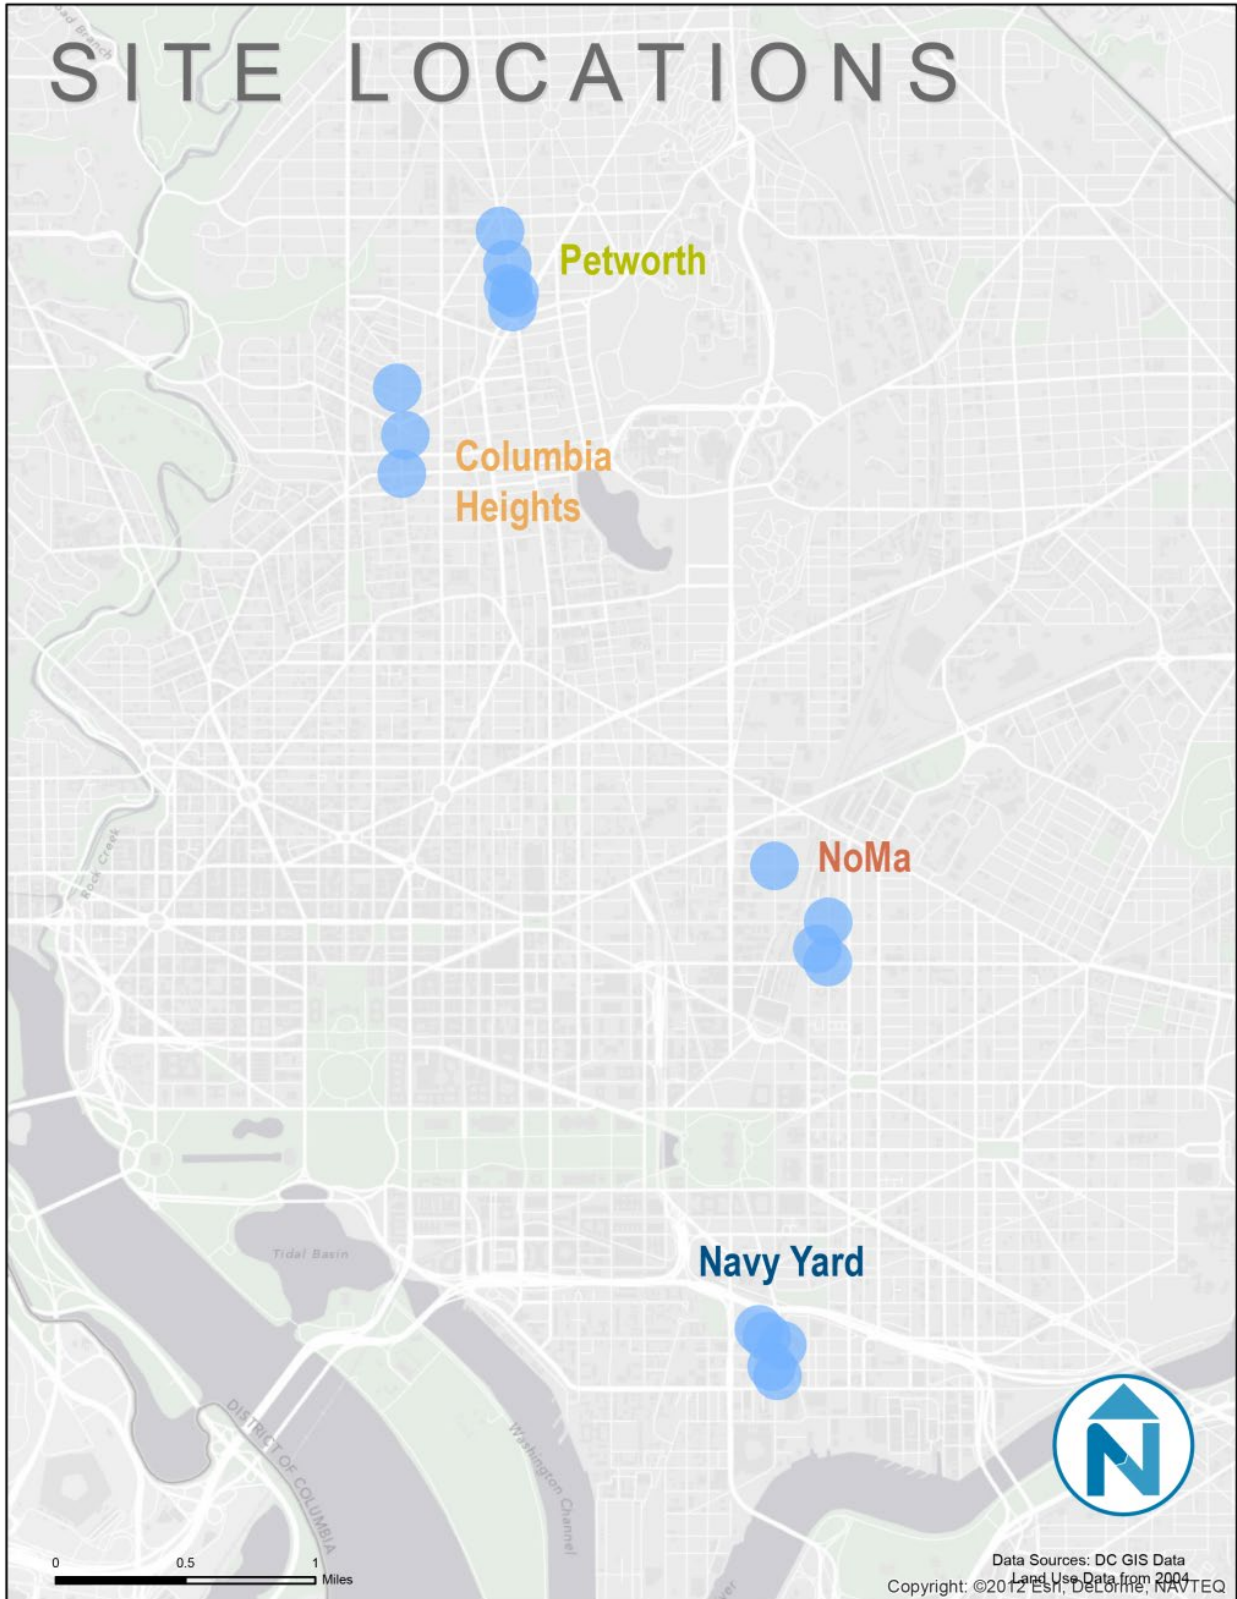 SITE LOCATIONS
Petworth
Columbia
Heights
NoMa
Rock Creek
Navy Yard
Tidal Basin
DISTRICT OF COLUMBIA
Washington Channel
N
0 0.5 1
Miles
Data Sources: DC GIS Data
Land Use Data from 2004
Copyright: ©2012 Esri, DeLorme, NAVTEQ